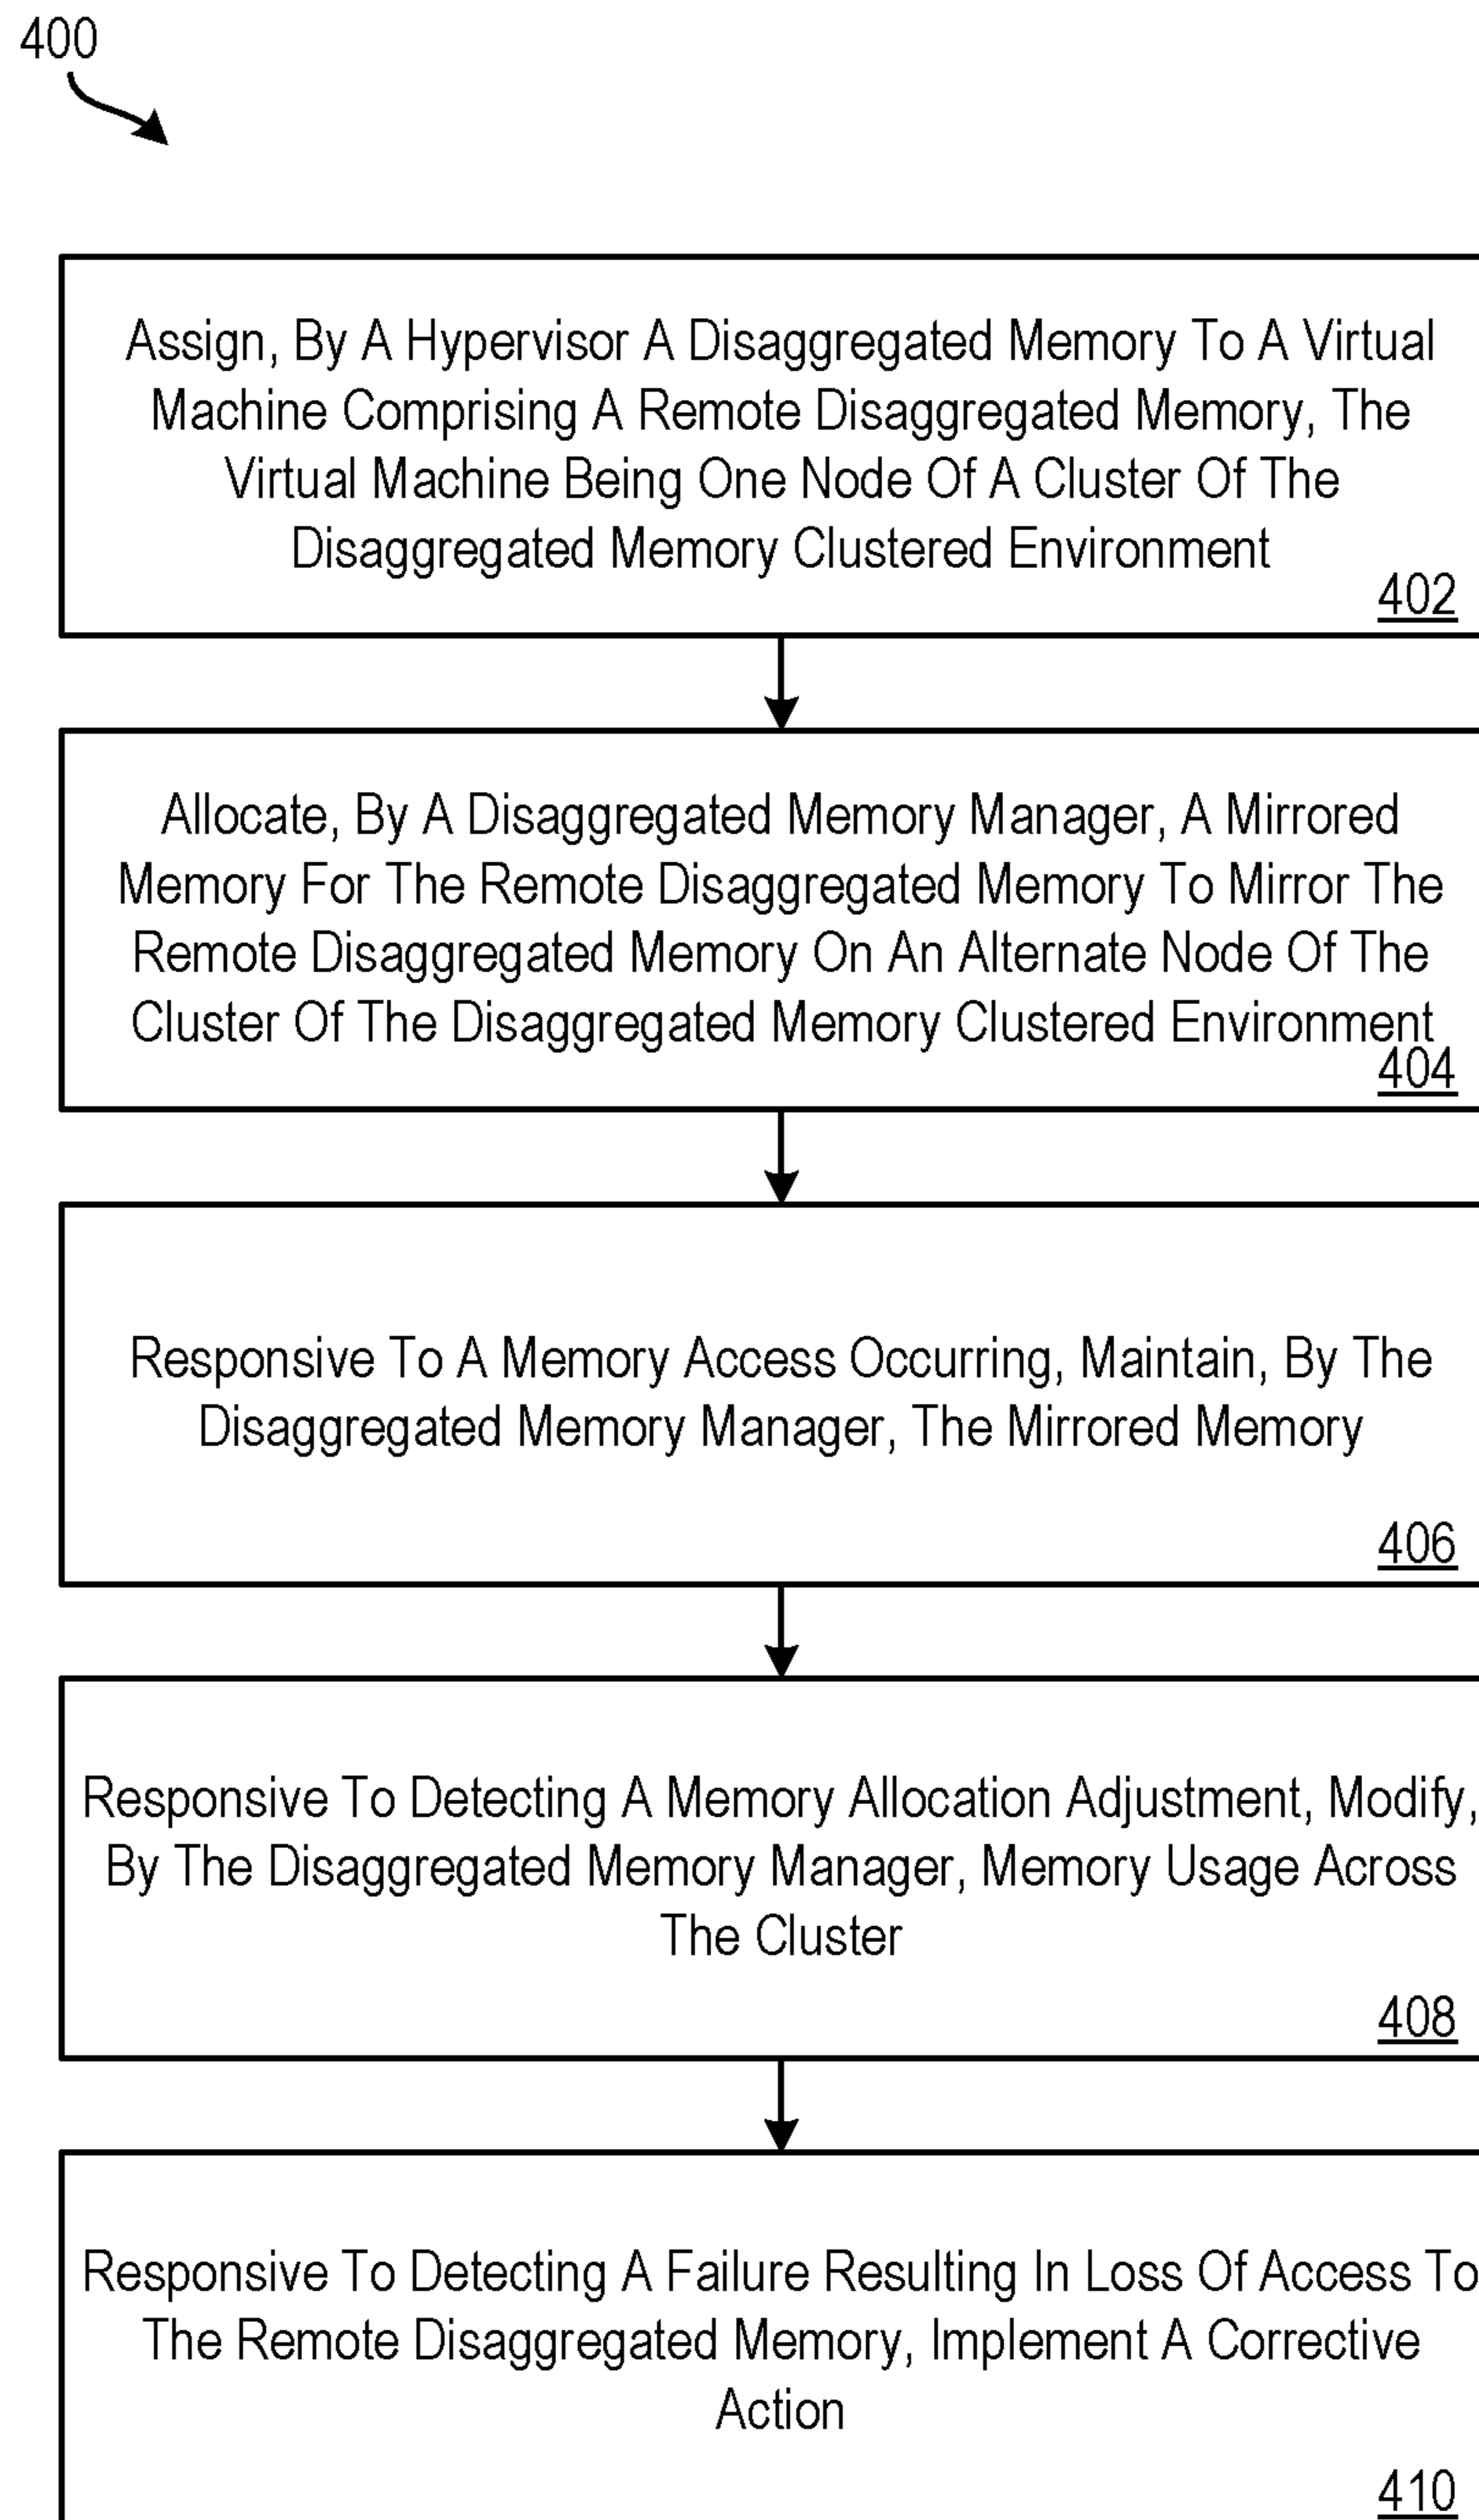 400
Assign, By A Hypervisor A Disaggregated Memory To A Virtual
Machine Comprising A Remote Disaggregated Memory, The
Virtual Machine Being One Node Of A Cluster Of The
Disaggregated Memory Clustered Environment
402
Allocate, By A Disaggregated Memory Manager, A Mirrored
Memory For The Remote Disaggregated Memory To Mirror The
Remote Disaggregated Memory On An Alternate Node Of The
Cluster Of The Disaggregated Memory Clustered Environment
404
Responsive To A Memory Access Occurring, Maintain, By The
Disaggregated Memory Manager, The Mirrored Memory
406
Responsive To Detecting A Memory Allocation Adjustment, Modify,
By The Disaggregated Memory Manager, Memory Usage Across
The Cluster
408
Responsive To Detecting A Failure Resulting In Loss Of Access To
The Remote Disaggregated Memory, Implement A Corrective
Action
410